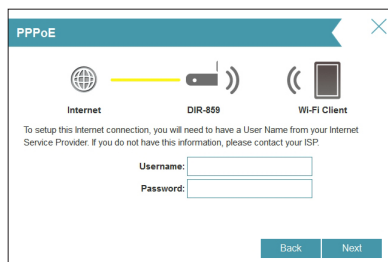 PPPoE
Internet DIR-859 Wi-Fi Client
To setup this Internet connection, you will need to have a User Name from your Internet
Service Provider. If you do not have this information, please contact your ISP.
Username:
Password:
Back Next